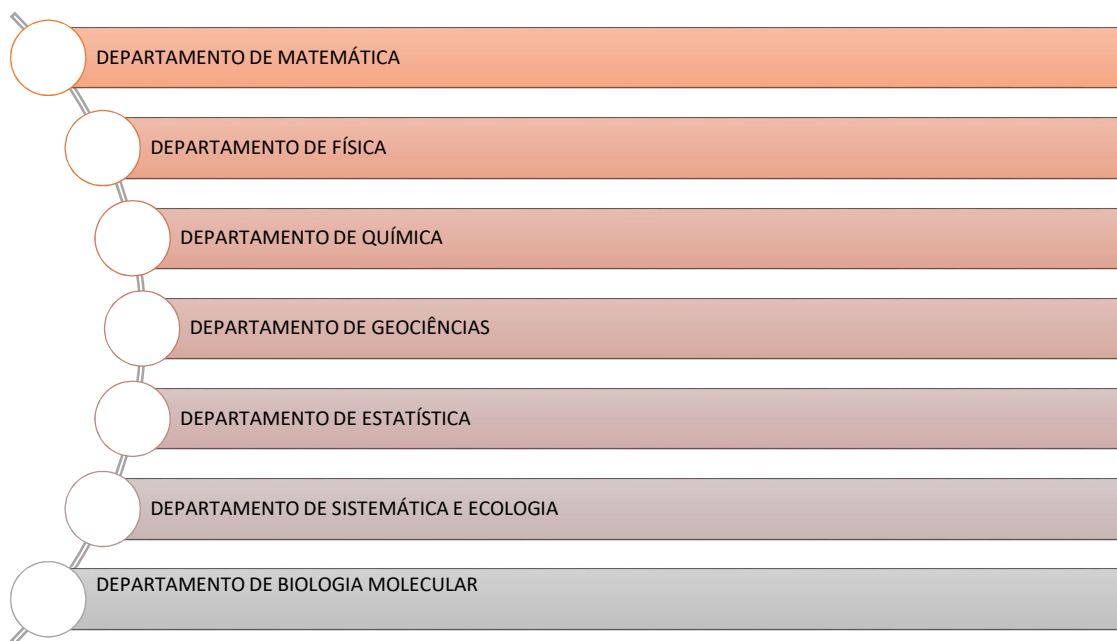 DEPARTAMENTO DE MATEMÁTICA
DEPARTAMENTO DE FÍSICA
DEPARTAMENTO DE QUÍMICA
DEPARTAMENTO DE GEOCIÊNCIAS
DEPARTAMENTO DE ESTATÍSTICA
DEPARTAMENTO DE SISTEMÁTICA E ECOLOGIA
DEPARTAMENTO DE BIOLOGIA MOLECULAR